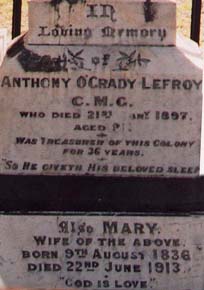 In
Loving Memory
of
Anthony O'Grady Lefroy
C.M.G.
who died 1897.
aged
Was Treasurer of this Colony
for 36 years.
"So He giveth His beloved sleep
Also Mary.
Wife of the above.
Born 9th August 1836
Died 22nd June 1913.
"God is Love."